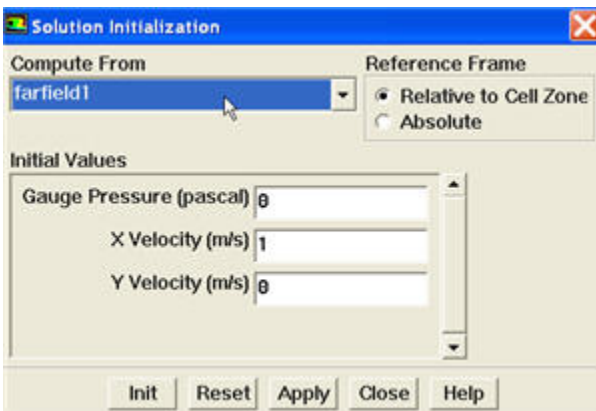 Solution Initialization
Compute From
Reference Frame
farfield1
Relative to Cell Zone
Absolute
Initial Values
Gauge Pressure (pascal) 0
X Velocity (m/s) 1
Y Velocity (m/s) 0
Init Reset Apply Close Help